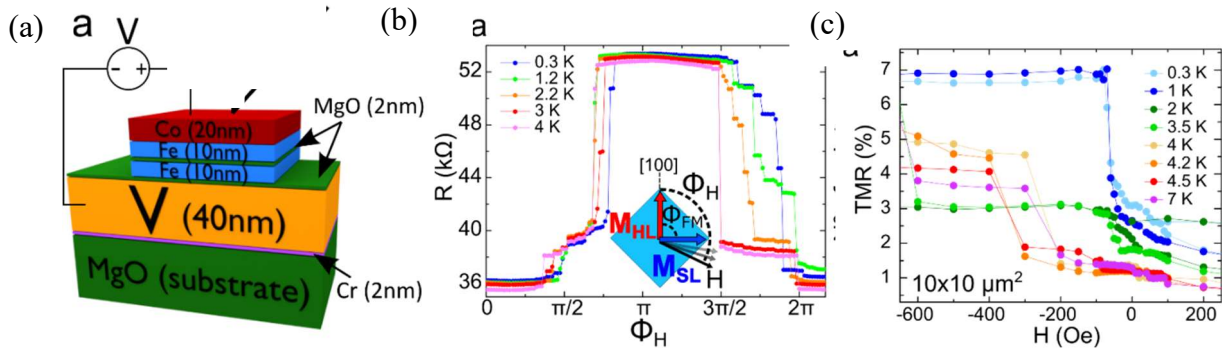 (a)
a
V
- +
MgO (2nm)
Co (20nm)
Fe (10nm)
Fe (10nm)
V (40nm)
MgO (substrate)
Cr (2nm)
(b)
a
R (kΩ)
52
48
44
40
36
0.3 K
1.2 K
2.2 K
3 K
4 K
[100]
Φ_H
Φ_FM
M_HL
M_SL
H
0 π/2 π 3π/2 2π
Φ_H
(c)
TMR (%)
7
6
5
4
3
2
1
0.3 K
1 K
2 K
3.5 K
4 K
4.2 K
4.5 K
7 K
10x10 μm²
-600 -400 -200 0 200
H (Oe)